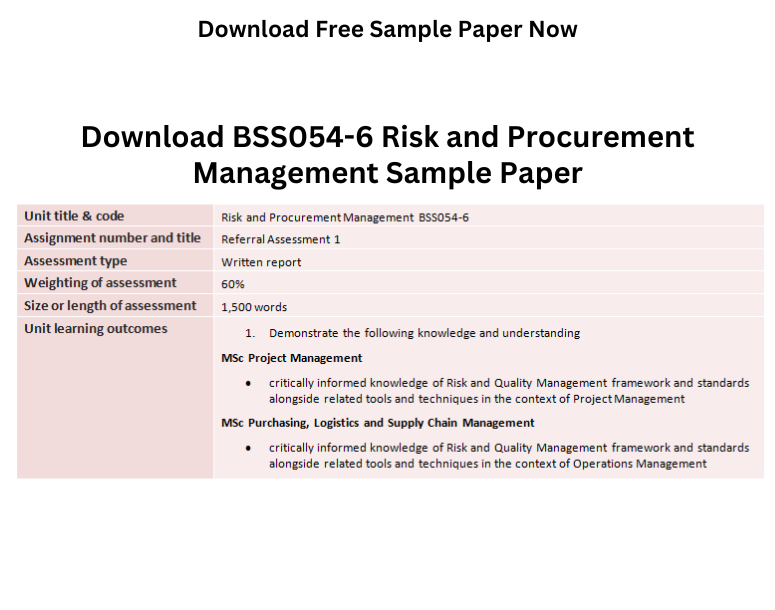 Download Free Sample Paper Now
Download BSS054-6 Risk and Procurement
Management Sample Paper
Unit title & code
Risk and Procurement Management BSS054-6
Assignment number and title
Referral Assessment 1
Assessment type
Written report
Weighting of assessment
60%
Size or length of assessment
1,500 words
Unit learning outcomes
1. Demonstrate the following knowledge and understanding
MSc Project Management
• critically informed knowledge of Risk and Quality Management framework and standards
alongside related tools and techniques in the context of Project Management
MSc Purchasing, Logistics and Supply Chain Management
• critically informed knowledge of Risk and Quality Management framework and standards
alongside related tools and techniques in the context of Operations Management